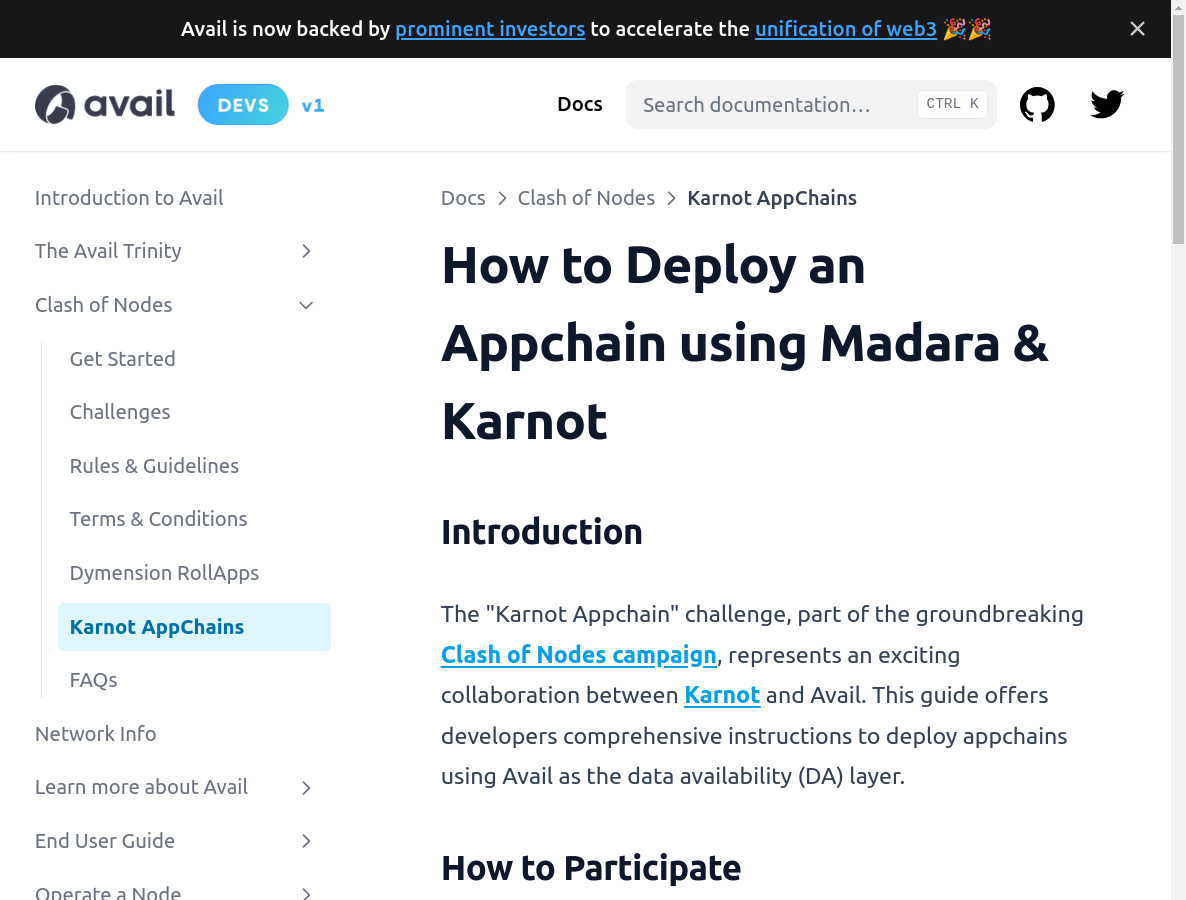 Avail is now backed by prominent investors to accelerate the unification of web3 🎉🎉
avail DEVS v1
Docs
Search documentation…
CTRL K
Introduction to Avail
The Avail Trinity
Clash of Nodes
Get Started
Challenges
Rules & Guidelines
Terms & Conditions
Dymension RollApps
Karnot AppChains
FAQs
Network Info
Learn more about Avail
End User Guide
Operate a Node
Docs > Clash of Nodes > Karnot AppChains
How to Deploy an
Appchain using Madara &
Karnot
Introduction
The "Karnot Appchain" challenge, part of the groundbreaking
Clash of Nodes campaign, represents an exciting
collaboration between Karnot and Avail. This guide offers
developers comprehensive instructions to deploy appchains
using Avail as the data availability (DA) layer.
How to Participate